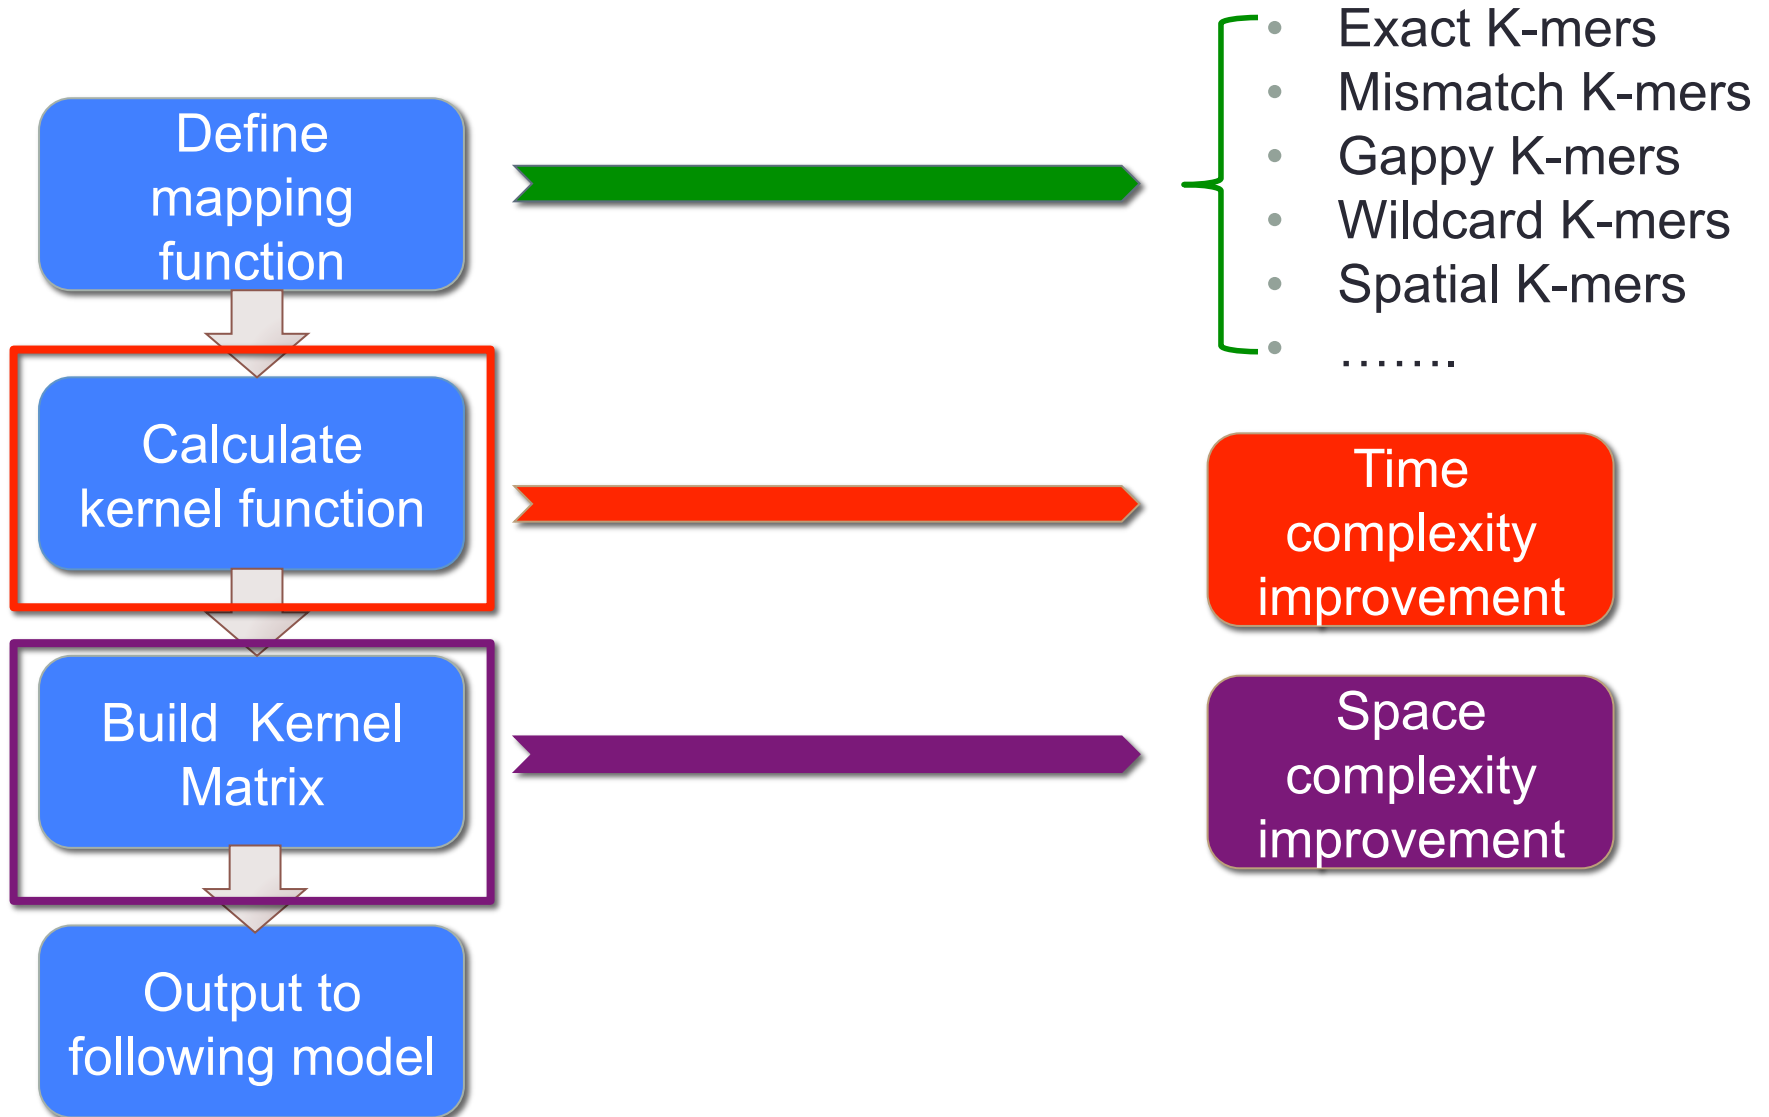 Define
mapping
function
Exact K-mers
Mismatch K-mers
Gappy K-mers
Wildcard K-mers
Spatial K-mers
…….
Calculate
kernel function
Time
complexity
improvement
Build  Kernel
Matrix
Space
complexity
improvement
Output to
following model